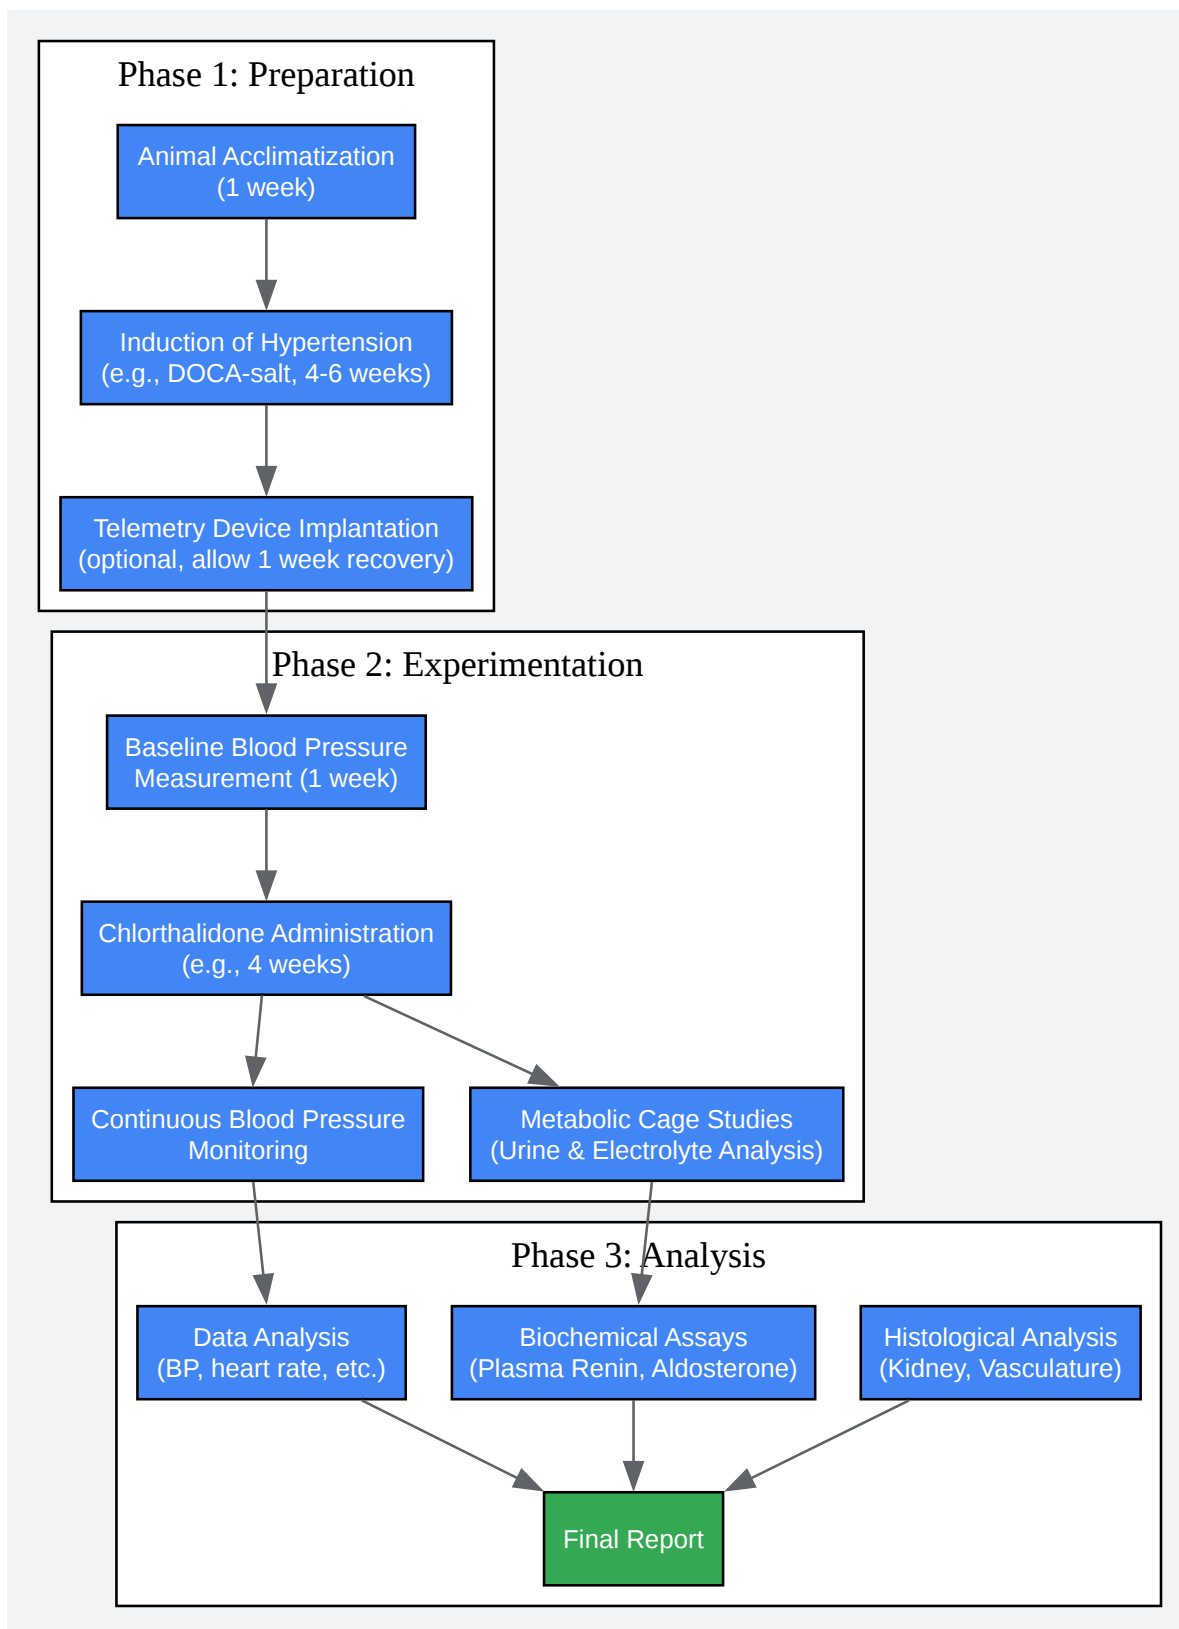 Phase 1: Preparation
Animal Acclimatization
(1 week)
Induction of Hypertension
(e.g., DOCA-salt, 4-6 weeks)
Telemetry Device Implantation
(optional, allow 1 week recovery)
Phase 2: Experimentation
Baseline Blood Pressure
Measurement (1 week)
Chlorthalidone Administration
(e.g., 4 weeks)
Continuous Blood Pressure
Monitoring
Metabolic Cage Studies
(Urine & Electrolyte Analysis)
Phase 3: Analysis
Data Analysis
(BP, heart rate, etc.)
Biochemical Assays
(Plasma Renin, Aldosterone)
Histological Analysis
(Kidney, Vasculature)
Final Report